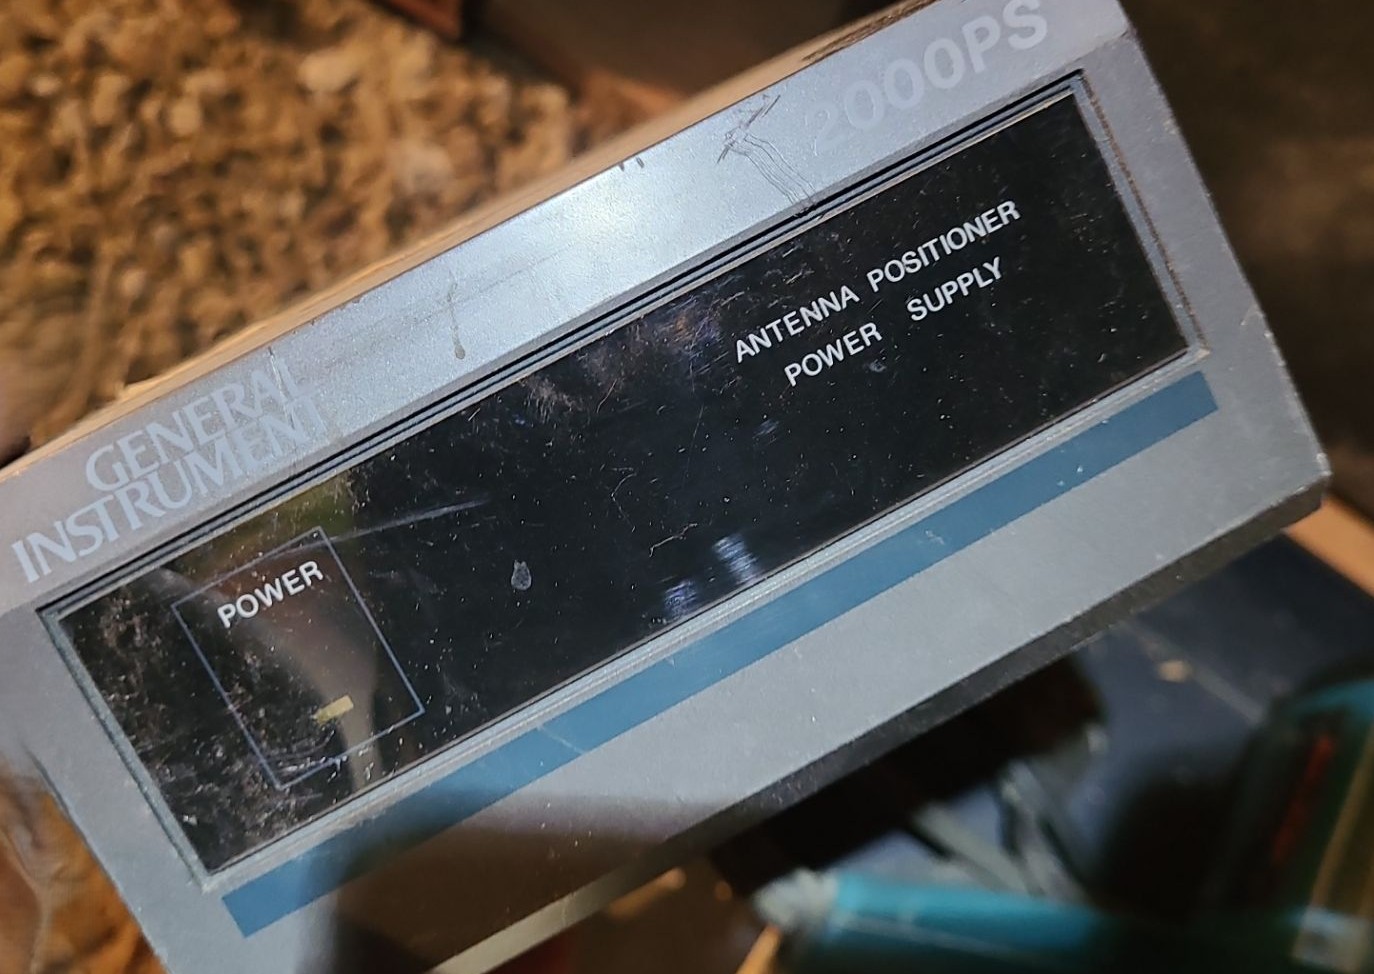 2000PS
GENERAL
INSTRUMENT
ANTENNA POSITIONER
POWER SUPPLY
POWER